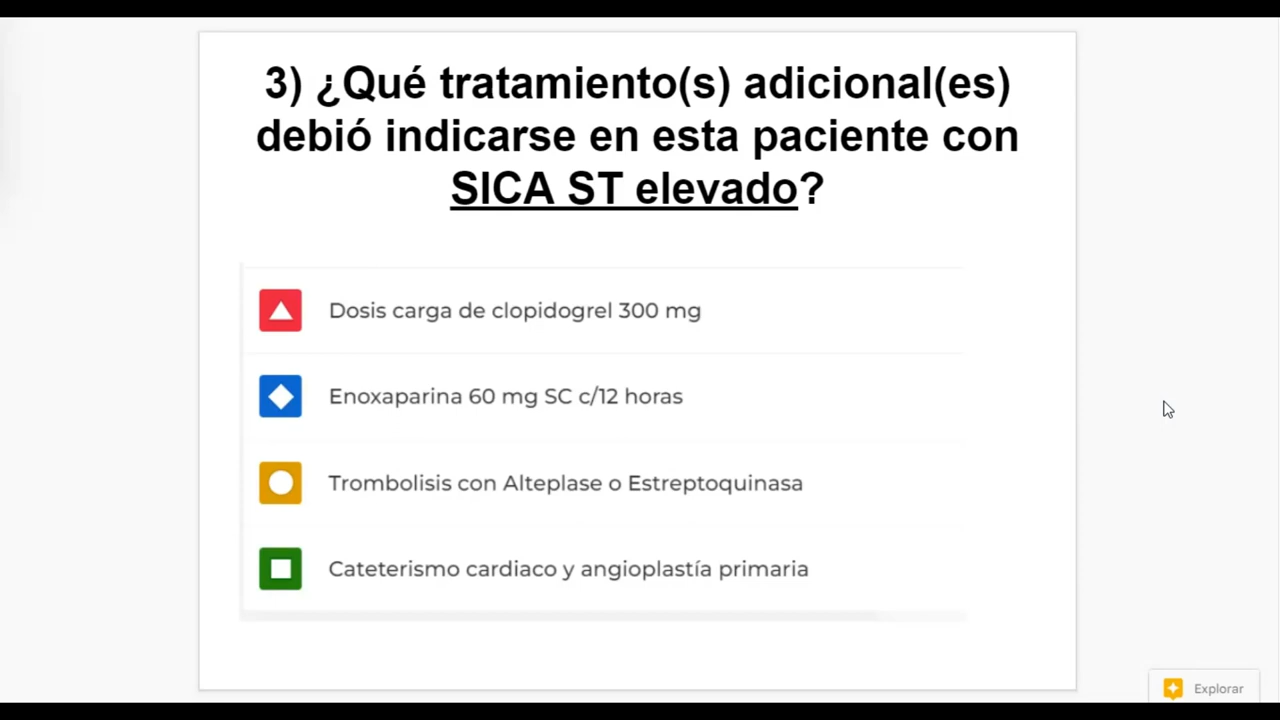 3) ¿Qué tratamiento(s) adicional(es)
debió indicarse en esta paciente con
SICA ST elevado?
Dosis carga de clopidogrel 300 mg
Enoxaparina 60 mg SC c/12 horas
Trombolisis con Alteplase o Estreptoquinasa
Cateterismo cardiaco y angioplastía primaria
Explorar